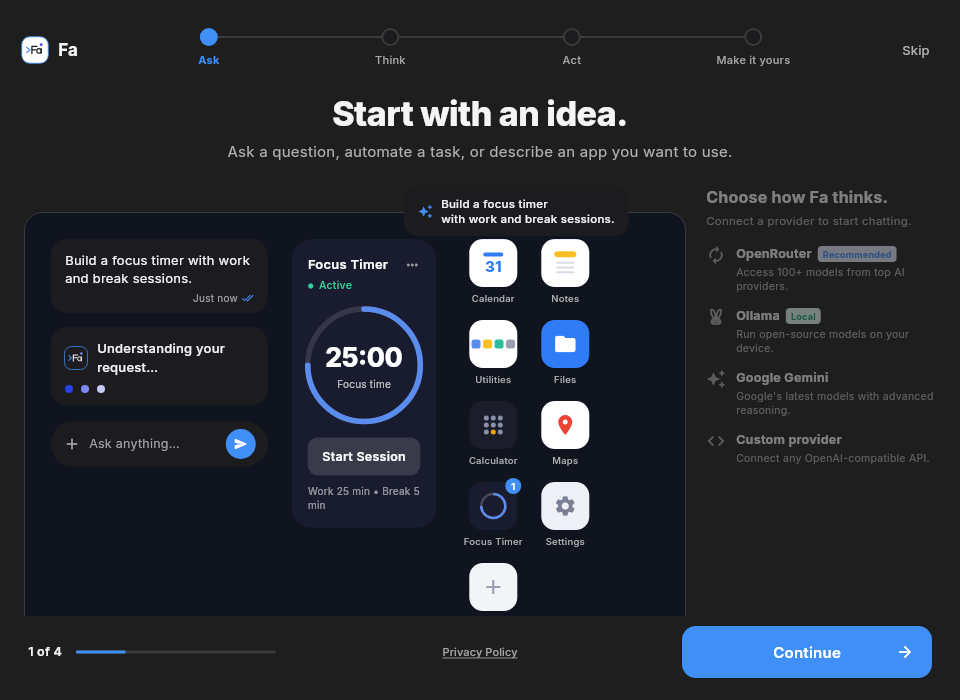 >Fa
Fa
Ask
Think
Act
Make it yours
Skip
Start with an idea.
Ask a question, automate a task, or describe an app you want to use.
Build a focus timer
with work and break sessions.
Build a focus timer with work
and break sessions.
Just now
>Fa
Understanding your
request...
Ask anything...
Focus Timer
Active
25:00
Focus time
Start Session
Work 25 min • Break 5
min
31
Calendar
Notes
Utilities
Files
Calculator
Maps
1
Focus Timer
Settings
Choose how Fa thinks.
Connect a provider to start chatting.
OpenRouter
Recommended
Access 100+ models from top AI
providers.
Ollama
Local
Run open-source models on your
device.
Google Gemini
Google's latest models with advanced
reasoning.
Custom provider
Connect any OpenAI-compatible API.
1 of 4
Privacy Policy
Continue